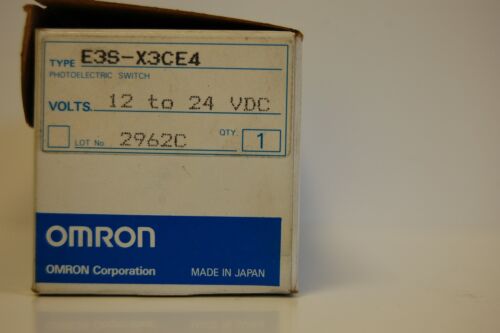 TYPE E3S-X3CE4
PHOTOELECTRIC SWITCH
VOLTS. 12 to 24 VDC
LOT No 2962C QTY. 1
OMRON
OMRON Corporation MADE IN JAPAN